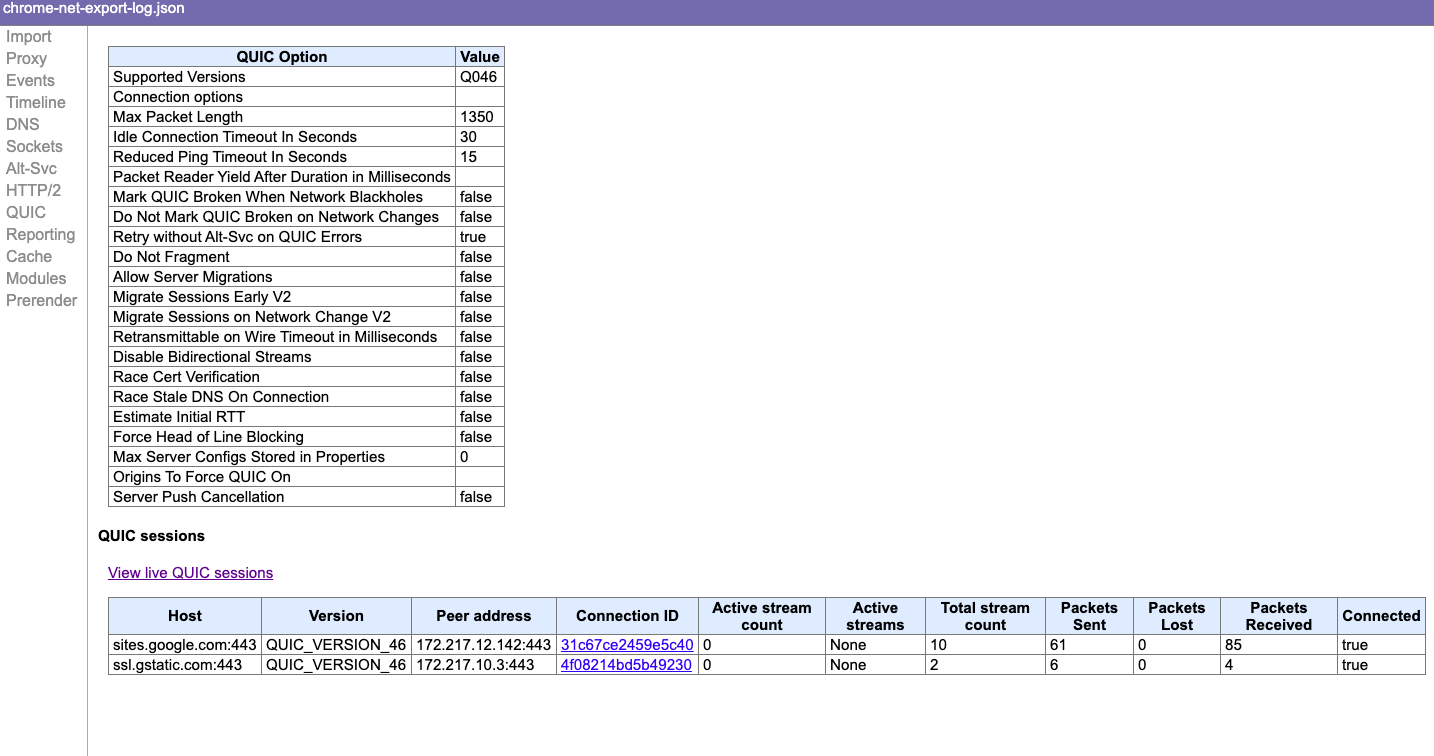 chrome-net-export-log.json
Import
Proxy
Events
Timeline
DNS
Sockets
Alt-Svc
HTTP/2
QUIC
Reporting
Cache
Modules
Prerender
QUIC Option Value
Supported Versions Q046
Connection options
Max Packet Length 1350
Idle Connection Timeout In Seconds 30
Reduced Ping Timeout In Seconds 15
Packet Reader Yield After Duration in Milliseconds
Mark QUIC Broken When Network Blackholes false
Do Not Mark QUIC Broken on Network Changes false
Retry without Alt-Svc on QUIC Errors true
Do Not Fragment false
Allow Server Migrations false
Migrate Sessions Early V2 false
Migrate Sessions on Network Change V2 false
Retransmittable on Wire Timeout in Milliseconds false
Disable Bidirectional Streams false
Race Cert Verification false
Race Stale DNS On Connection false
Estimate Initial RTT false
Force Head of Line Blocking false
Max Server Configs Stored in Properties 0
Origins To Force QUIC On
Server Push Cancellation false
QUIC sessions
View live QUIC sessions
Host Version Peer address Connection ID Active stream count Active streams Total stream count Packets Sent Packets Lost Packets Received Connected
sites.google.com:443 QUIC_VERSION_46 172.217.12.142:443 31c67ce2459e5c40 0 None 10 61 0 85 true
ssl.gstatic.com:443 QUIC_VERSION_46 172.217.10.3:443 4f08214bd5b49230 0 None 2 6 0 4 true